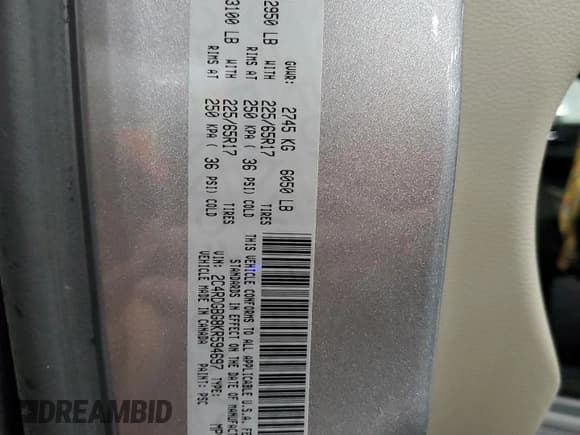 GVWR: 2745 KG 6050 LB
2950 LB WITH 225/65R17 TIRES
RIMS AT 250 KPA ( 36 PSI) COLD
3100 LB WITH 225/65R17 TIRES
RIMS AT 250 KPA ( 36 PSI) COLD
THIS VEHICLE CONFORMS TO ALL APPLICABLE U.S.A. FE
STANDARDS IN EFFECT ON THE DATE OF MANUFAC
VIN: 2C4RDGBG9KR594697 TYPE: MP
VEHICLE MADE IN CANADA PAINT: PSC
DREAMBID